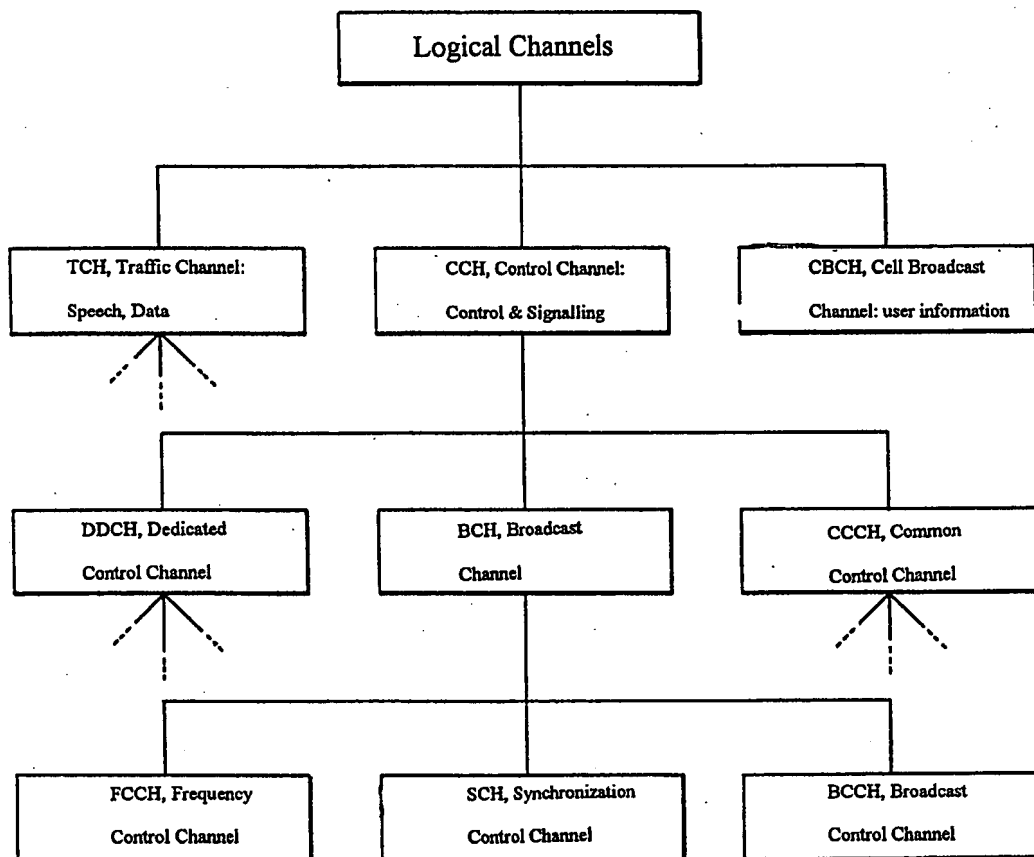 Logical Channels
TCH, Traffic Channel:
Speech, Data
CCH, Control Channel:
Control & Signalling
CBCH, Cell Broadcast
Channel: user information
DDCH, Dedicated
Control Channel
BCH, Broadcast
Channel
CCCH, Common
Control Channel
FCCH, Frequency
Control Channel
SCH, Synchronization
Control Channel
BCCH, Broadcast
Control Channel